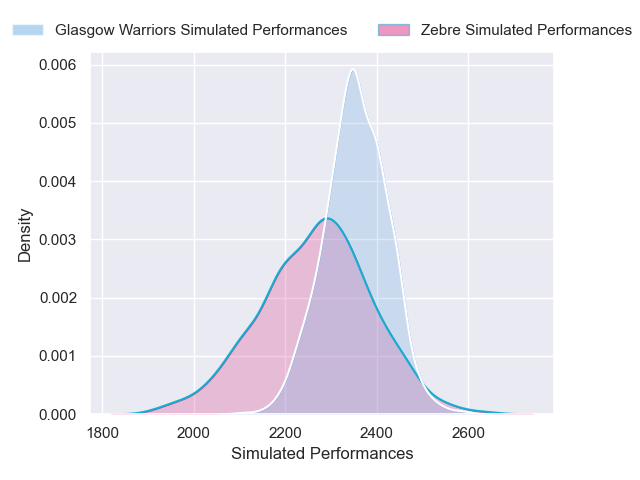 Glasgow Warriors Simulated Performances Zebre Simulated Performances
0.006
0.005
0.004
0.003
0.002
0.001
0.000
Density
1800 2000 2200 2400 2600
Simulated Performances